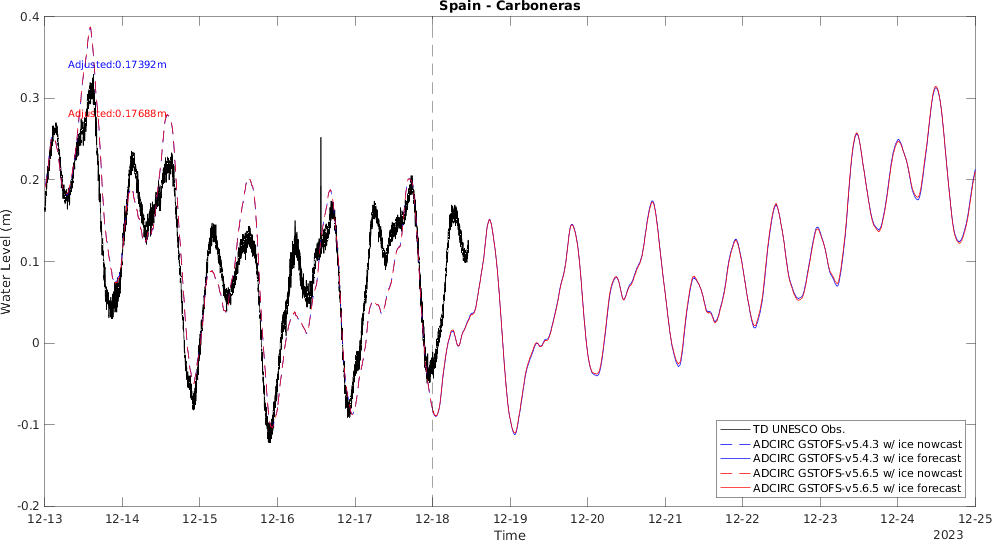 Spain - Carboneras
0.4
0.3
0.2
0.1
0
-0.1
-0.2
Water Level (m)
Adjusted:0.17392m
Adjusted:0.17688m
TD UNESCO Obs.
ADCIRC GSTOFS-v5.4.3 w/ ice nowcast
ADCIRC GSTOFS-v5.4.3 w/ ice forecast
ADCIRC GSTOFS-v5.6.5 w/ ice nowcast
ADCIRC GSTOFS-v5.6.5 w/ ice forecast
12-13 12-14 12-15 12-16 12-17 12-18 12-19 12-20 12-21 12-22 12-23 12-24 12-25
Time
2023